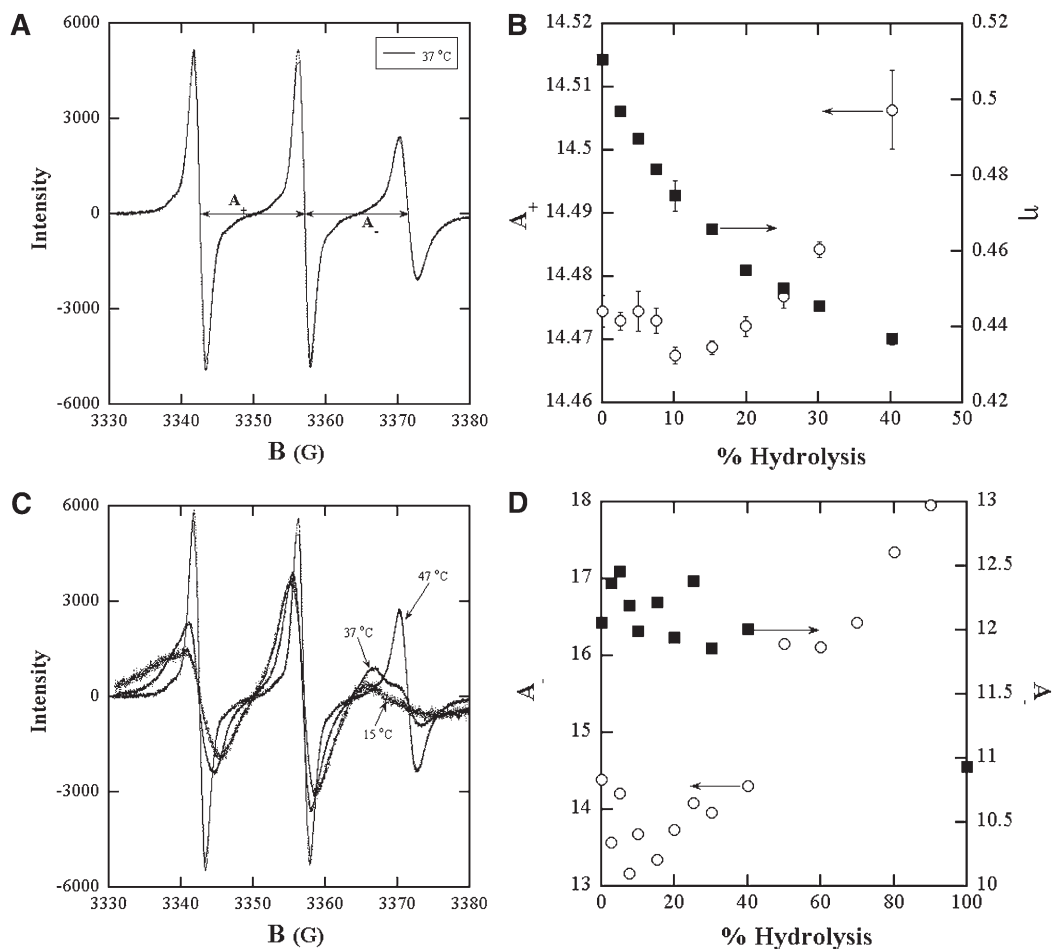 A
6000
3000
0
-3000
-6000
Intensity
37 °C
A+
A-
3330 3340 3350 3360 3370 3380
B (G)
B
14.52
14.51
14.5
14.49
14.48
14.47
14.46
A+
0.52
0.5
0.48
0.46
0.44
0.42
η
0 10 20 30 40 50
% Hydrolysis
C
6000
3000
0
-3000
-6000
Intensity
47 °C
37 °C
15 °C
3330 3340 3350 3360 3370 3380
B (G)
D
18
17
16
15
14
13
A-
13
12.5
12
11.5
11
10.5
10
A-
0 20 40 60 80 100
% Hydrolysis